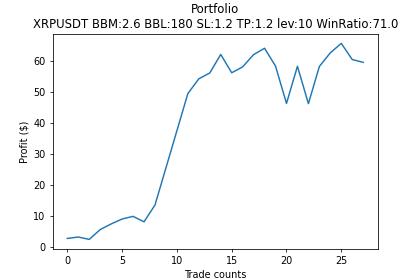 Portfolio
XRPUSDT BBM:2.6 BBL:180 SL:1.2 TP:1.2 lev:10 WinRatio:71.0
60
50
40
30
20
10
0
Profit ($)
0 5 10 15 20 25
Trade counts